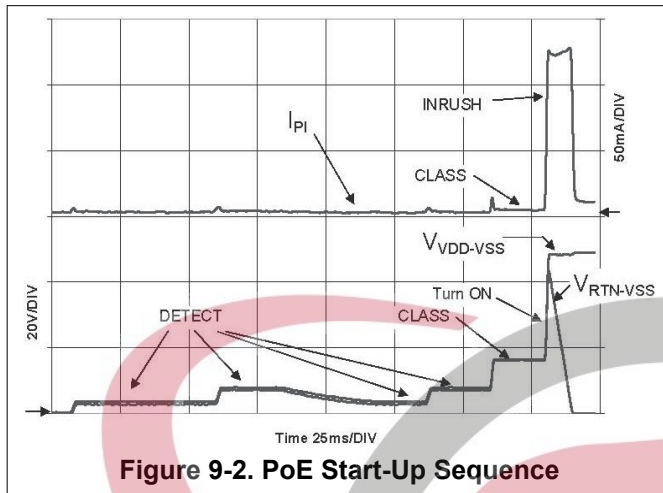 INRUSH
I_PI
50mA/DIV
CLASS
V_VDD-VSS
Turn ON
V_RTN-VSS
20V/DIV
DETECT
CLASS
Time 25ms/DIV
Figure 9-2. PoE Start-Up Sequence